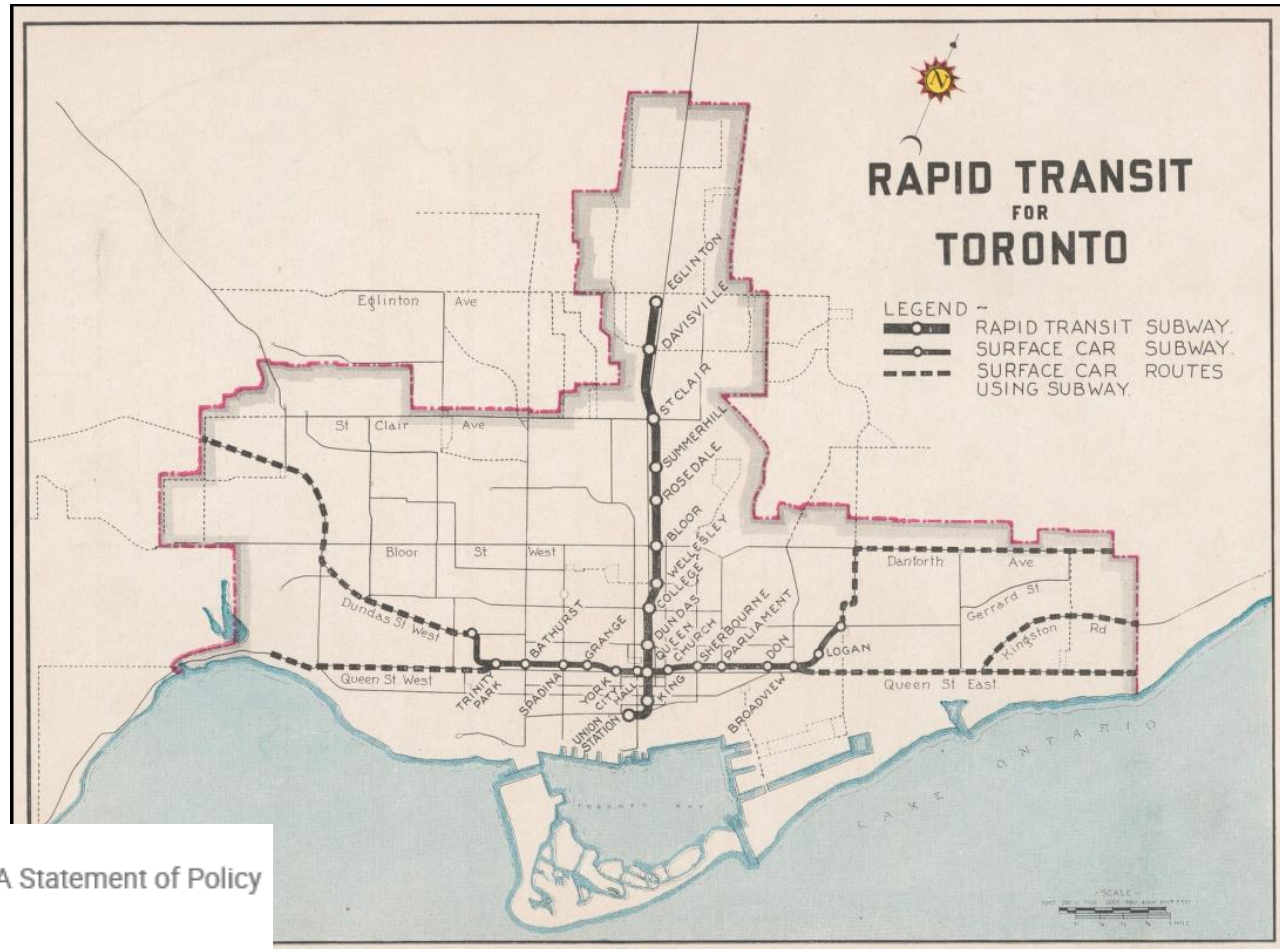 N
RAPID TRANSIT
FOR
TORONTO
LEGEND ~
RAPID TRANSIT SUBWAY.
SURFACE CAR SUBWAY.
SURFACE CAR ROUTES
USING SUBWAY.
EGLINTON
Eglinton Ave
DAVISVILLE
ST CLAIR
St Clair Ave
SUMMERHILL
ROSEDALE
BLOOR
Bloor St West
WELLESLEY
COLLEGE
Danforth Ave
DUNDAS
QUEEN
CHURCH
SHERBOURNE
PARLIAMENT
DON
LOGAN
Gerrard St.
Kingston Rd
Dundas St West
BATHURST
GRANGE
Queen St West
TRINITY
PARK
SPADINA
YORK
CITY
HALL
KING
UNION
STATION
BROADVIEW
Queen St East
LAKE ONTARIO
TORONTO BAY
A Statement of Policy
- SCALE -